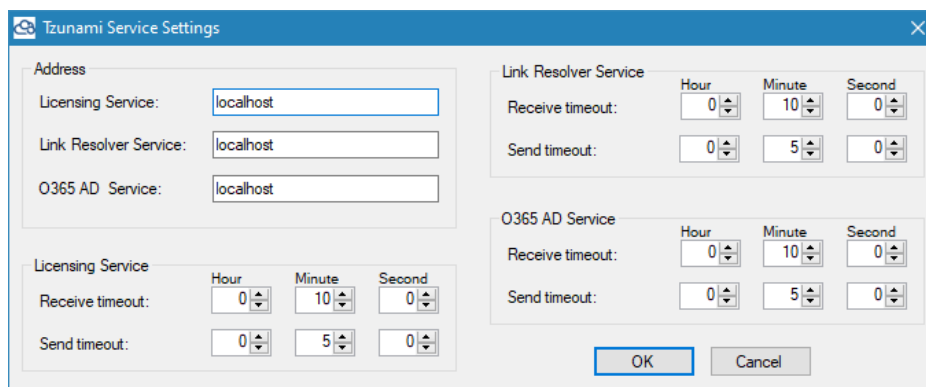 Tzunami Service Settings
Address
Licensing Service: localhost
Link Resolver Service: localhost
O365 AD Service: localhost
Licensing Service
Hour Minute Second
Receive timeout: 0 10 0
Send timeout: 0 5 0
Link Resolver Service
Hour Minute Second
Receive timeout: 0 10 0
Send timeout: 0 5 0
O365 AD Service
Hour Minute Second
Receive timeout: 0 10 0
Send timeout: 0 5 0
OK Cancel